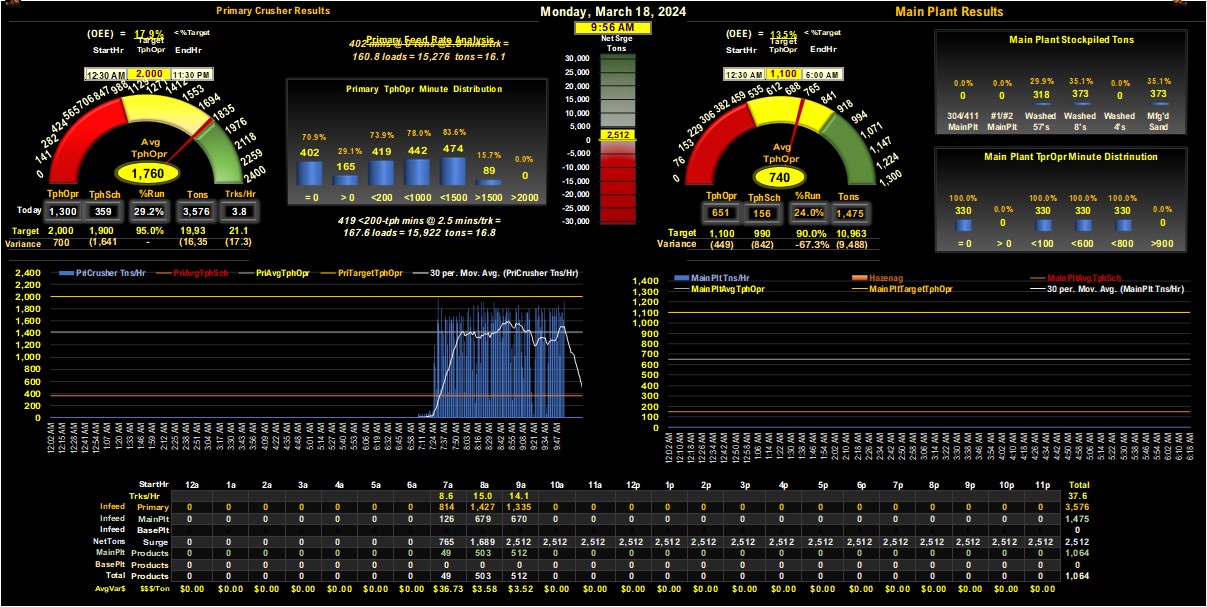 Primary Crusher Results
Monday, March 18, 2024
Main Plant Results
9:56 AM
(OEE) = 17.9% < %Target
StartHr Target TphOpr EndHr
12:30 AM 2,000 11:30 PM
0 141 282 424 565 706 847 988 1129 1271 1412 1553 1694 1835 1976 2118 2259 2400
Avg
TphOpr
1,760
TphOpr TphSch %Run Tons Trks/Hr
Today 1,300 359 29.2% 3,576 3.8
Target 2,000 1,900 95.0% 19,93 21.1
Variance 700 (1,641 - (16,35 (17.3)
Primary Feed Rate Analysis
402 mins @ 0 tons @2.5 mins/trk =
160.8 loads = 15,276 tons = 16.1
Primary TphOpr Minute Distribution
70.9% 29.1% 73.9% 78.0% 83.6% 15.7% 0.0%
402 165 419 442 474 89 0
= 0 > 0 <200 <1000 <1500 >1500 >2000
419 <200-tph mins @ 2.5 mins/trk =
167.6 loads = 15,922 tons = 16.8
Net Srge
Tons
30,000
25,000
20,000
15,000
10,000
5,000
2,512
0
-5,000
-10,000
-15,000
-20,000
-25,000
-30,000
(OEE) = 13.5% < %Target
StartHr Target TphOpr EndHr
12:30 AM 1,100 6:00 AM
0 76 153 229 306 382 459 535 612 688 765 841 918 994 1,071 1,147 1,224 1,300
Avg
TphOpr
740
TphOpr TphSch %Run Tons
651 156 24.0% 1,475
Target 1,100 990 90.0% 10,963
Variance (449) (842) -67.3% (9,488)
Main Plant Stockpiled Tons
0.0% 0.0% 29.9% 35.1% 0.0% 35.1%
0 0 318 373 0 373
304/411 #1/#2 Washed Washed Washed Mfg'd
MainPlt MainPlt 57's 8's 4's Sand
Main Plant TprOpr Minute Distrinution
100.0% 0.0% 100.0% 100.0% 100.0% 0.0%
330 0 330 330 330 0
= 0 > 0 <100 <600 <800 >900
PriCrusher Tns/Hr PriAvgTphSch PriAvgTphOpr PriTargetTphOpr 30 per. Mov. Avg. (PriCrusher Tns/Hr)
2,400
2,200
2,000
1,800
1,600
1,400
1,200
1,000
800
600
400
200
0
12:02 AM 12:15 AM 12:28 AM 12:41 AM 12:54 AM 1:07 AM 1:20 AM 1:33 AM 1:46 AM 1:59 AM 2:12 AM 2:25 AM 2:38 AM 2:51 AM 3:04 AM 3:17 AM 3:30 AM 3:43 AM 3:56 AM 4:09 AM 4:22 AM 4:35 AM 4:48 AM 5:01 AM 5:14 AM 5:27 AM 5:40 AM 5:53 AM 6:06 AM 6:19 AM 6:32 AM 6:45 AM 6:58 AM 7:11 AM 7:24 AM 7:37 AM 7:50 AM 8:03 AM 8:16 AM 8:29 AM 8:42 AM 8:55 AM 9:08 AM 9:21 AM 9:34 AM 9:47 AM
MainPlt Tns/Hr Hazenag MainPltAvgTphSch
MainPltAvgTphOpr MainPltTargetTphOpr 30 per. Mov. Avg. (MainPlt Tns/Hr)
1,400
1,300
1,200
1,100
1,000
900
800
700
600
500
400
300
200
100
0
12:02 AM 12:10 AM 12:18 AM 12:26 AM 12:34 AM 12:42 AM 12:50 AM 12:58 AM 1:06 AM 1:14 AM 1:22 AM 1:30 AM 1:38 AM 1:46 AM 1:54 AM 2:02 AM 2:10 AM 2:18 AM 2:26 AM 2:34 AM 2:42 AM 2:50 AM 2:58 AM 3:06 AM 3:14 AM 3:22 AM 3:30 AM 3:38 AM 3:46 AM 3:54 AM 4:02 AM 4:10 AM 4:18 AM 4:26 AM 4:34 AM 4:42 AM 4:50 AM 4:58 AM 5:06 AM 5:14 AM 5:22 AM 5:30 AM 5:38 AM 5:46 AM 5:54 AM 6:02 AM 6:10 AM 6:18 AM
StartHr 12a 1a 2a 3a 4a 5a 6a 7a 8a 9a 10a 11a 12p 1p 2p 3p 4p 5p 6p 7p 8p 9p 10p 11p Total
Trks/Hr 8.6 15.0 14.1 37.6
Infeed Primary 0 0 0 0 0 0 0 814 1,427 1,335 0 0 0 0 0 0 0 0 0 0 0 0 0 0 3,576
Infeed MainPlt 0 0 0 0 0 0 0 126 679 670 0 0 0 0 0 0 0 0 0 0 0 0 0 0 1,475
Infeed BasePlt 0
NetTons Surge 0 0 0 0 0 0 0 765 1,689 2,512 2,512 2,512 2,512 2,512 2,512 2,512 2,512 2,512 2,512 2,512 2,512 2,512 2,512 2,512 2,512
MainPlt Products 0 0 0 0 0 0 0 49 503 512 0 0 0 0 0 0 0 0 0 0 0 0 0 0 1,064
BasePlt Products 0 0 0 0 0 0 0 0 0 0 0 0 0 0 0 0 0 0 0 0 0 0 0 0 0
Total Products 0 0 0 0 0 0 0 49 503 512 0 0 0 0 0 0 0 0 0 0 0 0 0 0 1,064
AvgVar$ $$$/Ton $0.00 $0.00 $0.00 $0.00 $0.00 $0.00 $0.00 $36.73 $3.58 $3.52 $0.00 $0.00 $0.00 $0.00 $0.00 $0.00 $0.00 $0.00 $0.00 $0.00 $0.00 $0.00 $0.00 $0.00